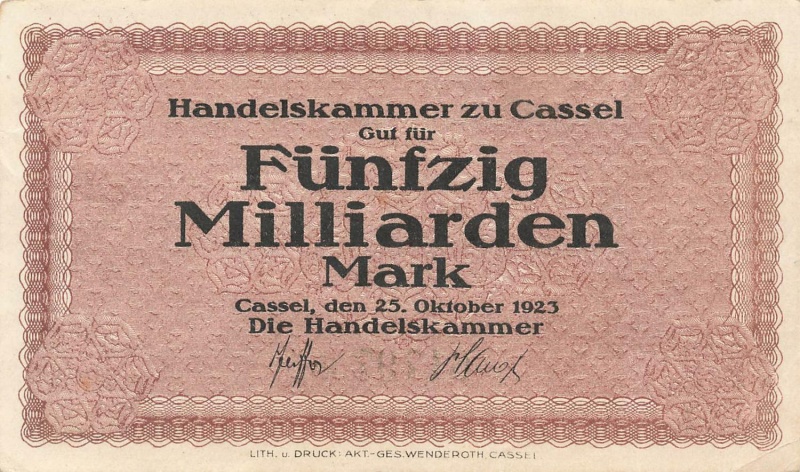 Handelskammer zu Cassel
Gut für
Fünfzig
Milliarden
Mark
Cassel, den 25. Oktober 1923
Die Handelskammer
LITH. u. DRUCK: AKT.-GES. WENDEROTH, CASSEL